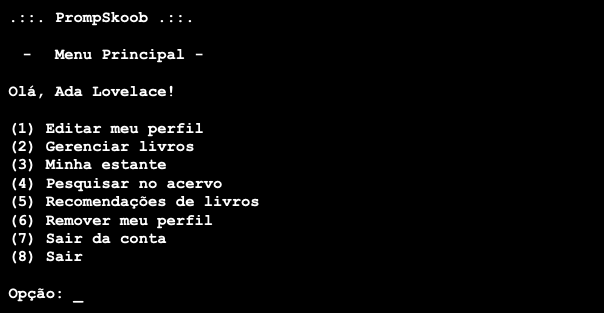 .::. PrompSkoob .::.
- Menu Principal -
Olá, Ada Lovelace!
(1) Editar meu perfil
(2) Gerenciar livros
(3) Minha estante
(4) Pesquisar no acervo
(5) Recomendações de livros
(6) Remover meu perfil
(7) Sair da conta
(8) Sair
Opção: _